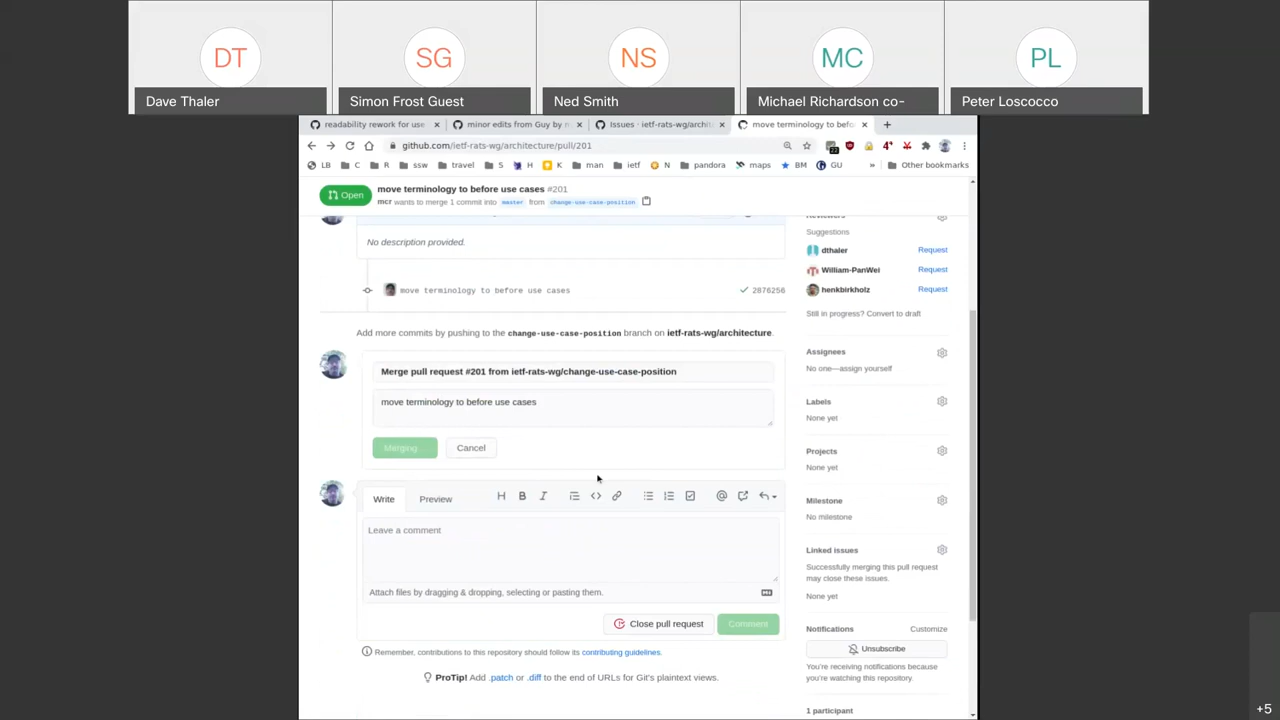 DT
SG
NS
MC
PL
Dave Thaler
Simon Frost Guest
Ned Smith
Michael Richardson co-
Peter Loscocco
readability rework for use
minor edits from Guy by m
Issues · ietf-rats-wg/archit
move terminology to befo
github.com/ietf-rats-wg/architecture/pull/201
LB
C
R
ssw
travel
S
H
K
man
ietf
N
pandora
maps
BM
GU
»
Other bookmarks
Open
move terminology to before use cases #201
mcr wants to merge 1 commit into master from change-use-case-position
Reviewers
No description provided.
Suggestions
dthaler Request
William-PanWei Request
henkbirkholz Request
move terminology to before use cases 2876256
Still in progress? Convert to draft
Add more commits by pushing to the change-use-case-position branch on ietf-rats-wg/architecture.
Assignees
No one—assign yourself
Merge pull request #201 from ietf-rats-wg/change-use-case-position
move terminology to before use cases
Labels
None yet
Merging
Cancel
Projects
None yet
Write
Preview
Milestone
No milestone
Leave a comment
Linked issues
Successfully merging this pull request
may close these issues.
None yet
Attach files by dragging & dropping, selecting or pasting them.
Close pull request
Comment
Notifications Customize
Unsubscribe
Remember, contributions to this repository should follow its contributing guidelines.
You're receiving notifications because
you're watching this repository.
ProTip! Add .patch or .diff to the end of URLs for Git's plaintext views.
1 participant
+5